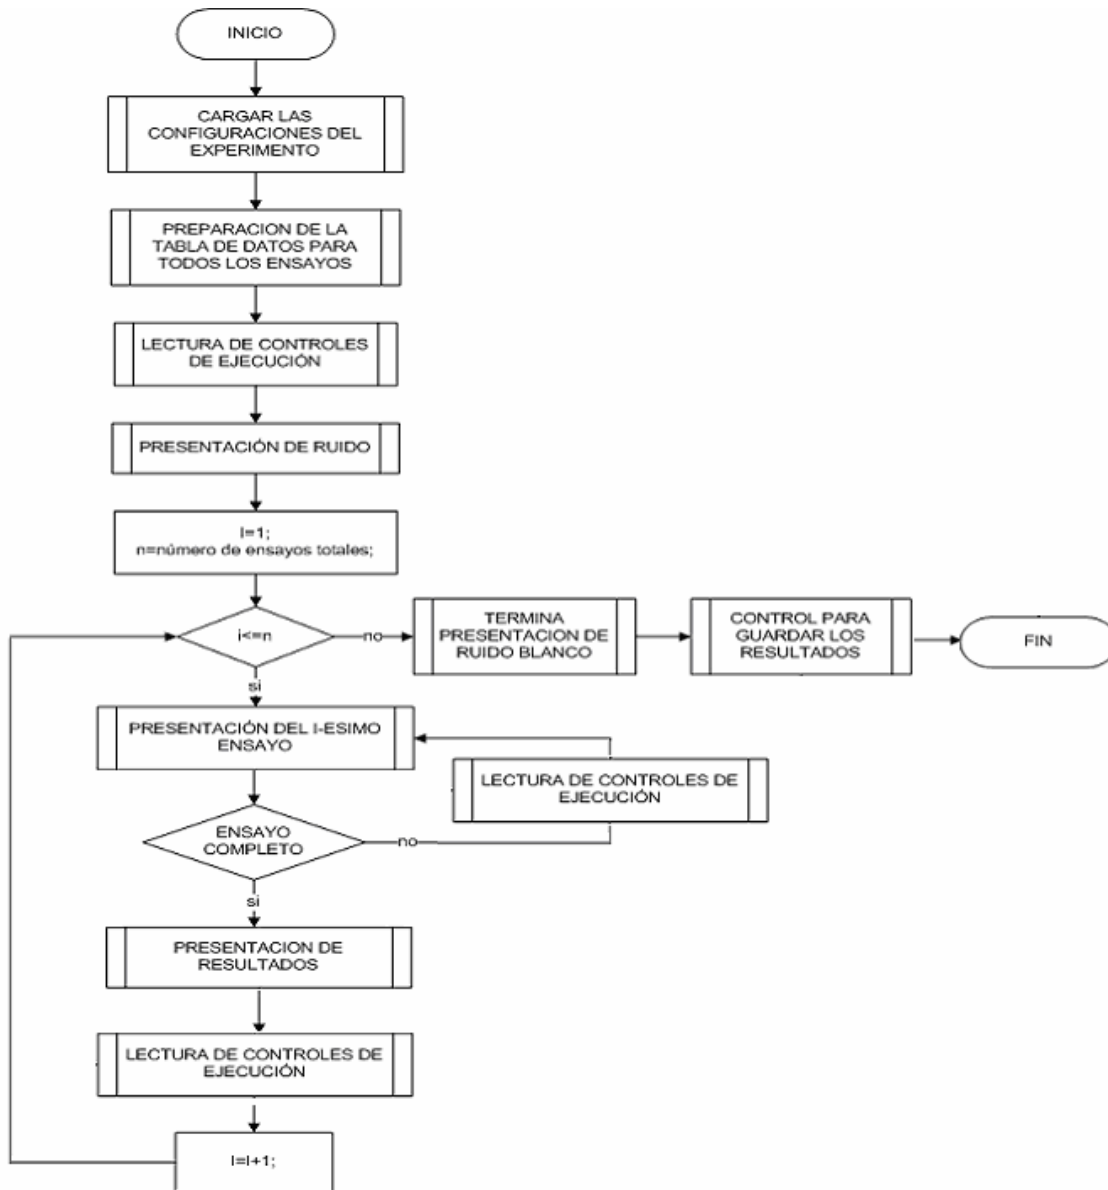 INICIO
CARGAR LAS
CONFIGURACIONES DEL
EXPERIMENTO
PREPARACION DE LA
TABLA DE DATOS PARA
TODOS LOS ENSAYOS
LECTURA DE CONTROLES
DE EJECUCIÓN
PRESENTACIÓN DE RUIDO
I=1;
n=número de ensayos totales;
i<=n
no
TERMINA
PRESENTACION DE
RUIDO BLANCO
CONTROL PARA
GUARDAR LOS
RESULTADOS
FIN
si
PRESENTACIÓN DEL I-ESIMO
ENSAYO
LECTURA DE CONTROLES DE
EJECUCIÓN
ENSAYO
COMPLETO
no
si
PRESENTACION DE
RESULTADOS
LECTURA DE CONTROLES DE
EJECUCIÓN
I=I+1;